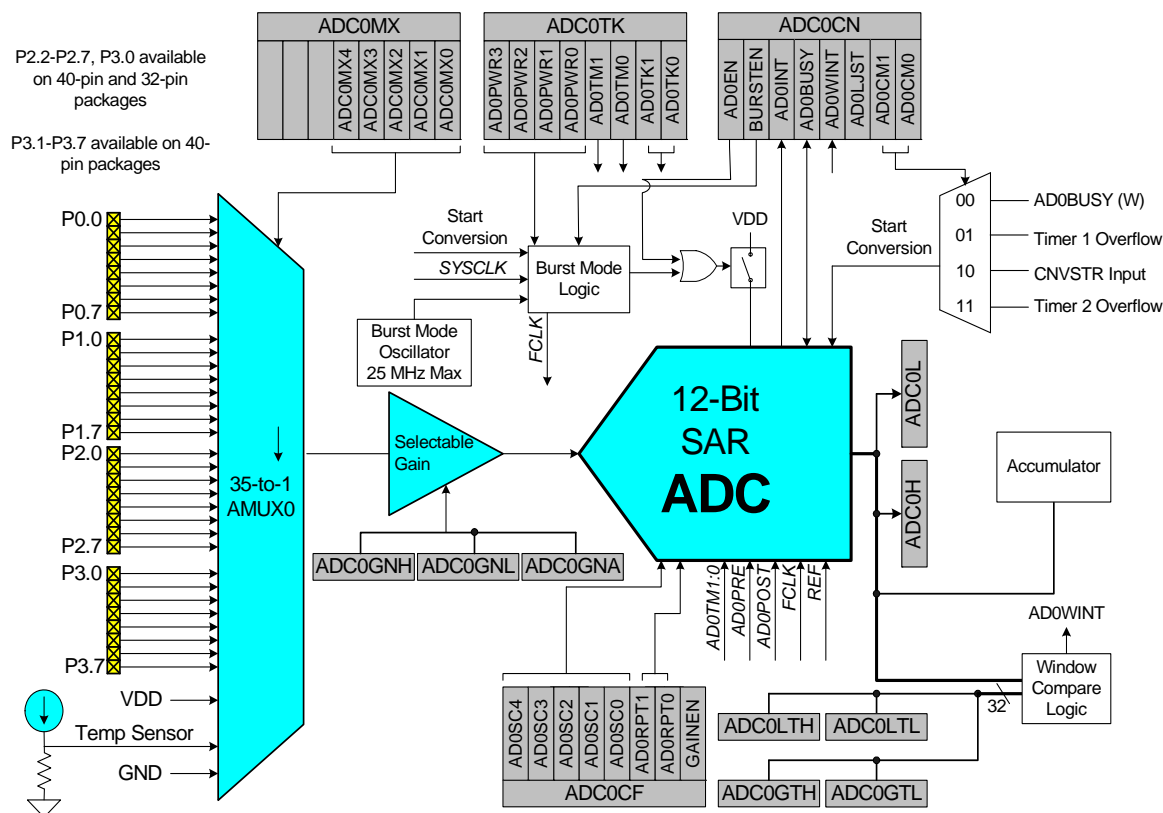 P2.2-P2.7, P3.0 available
on 40-pin and 32-pin
packages
P3.1-P3.7 available on 40-
pin packages
ADC0MX
ADC0MX4
ADC0MX3
ADC0MX2
ADC0MX1
ADC0MX0
ADC0TK
AD0PWR3
AD0PWR2
AD0PWR1
AD0PWR0
AD0TM1
AD0TM0
AD0TK1
AD0TK0
ADC0CN
AD0EN
BURSTEN
AD0INT
AD0BUSY
AD0WINT
AD0LJST
AD0CM1
AD0CM0
00
01
10
11
AD0BUSY (W)
Timer 1 Overflow
CNVSTR Input
Timer 2 Overflow
Start
Conversion
VDD
Start
Conversion
SYSCLK
Burst Mode
Logic
Burst Mode
Oscillator
25 MHz Max
FCLK
P0.0
P0.7
P1.0
P1.7
P2.0
P2.7
P3.0
P3.7
VDD
Temp Sensor
GND
35-to-1
AMUX0
Selectable
Gain
ADC0GNH
ADC0GNL
ADC0GNA
12-Bit
SAR
ADC
ADC0L
ADC0H
Accumulator
AD0TM1:0
AD0PRE
AD0POST
FCLK
REF
AD0WINT
Window
Compare
Logic
32
AD0SC4
AD0SC3
AD0SC2
AD0SC1
AD0SC0
AD0RPT1
AD0RPT0
GAINEN
ADC0CF
ADC0LTH
ADC0LTL
ADC0GTH
ADC0GTL